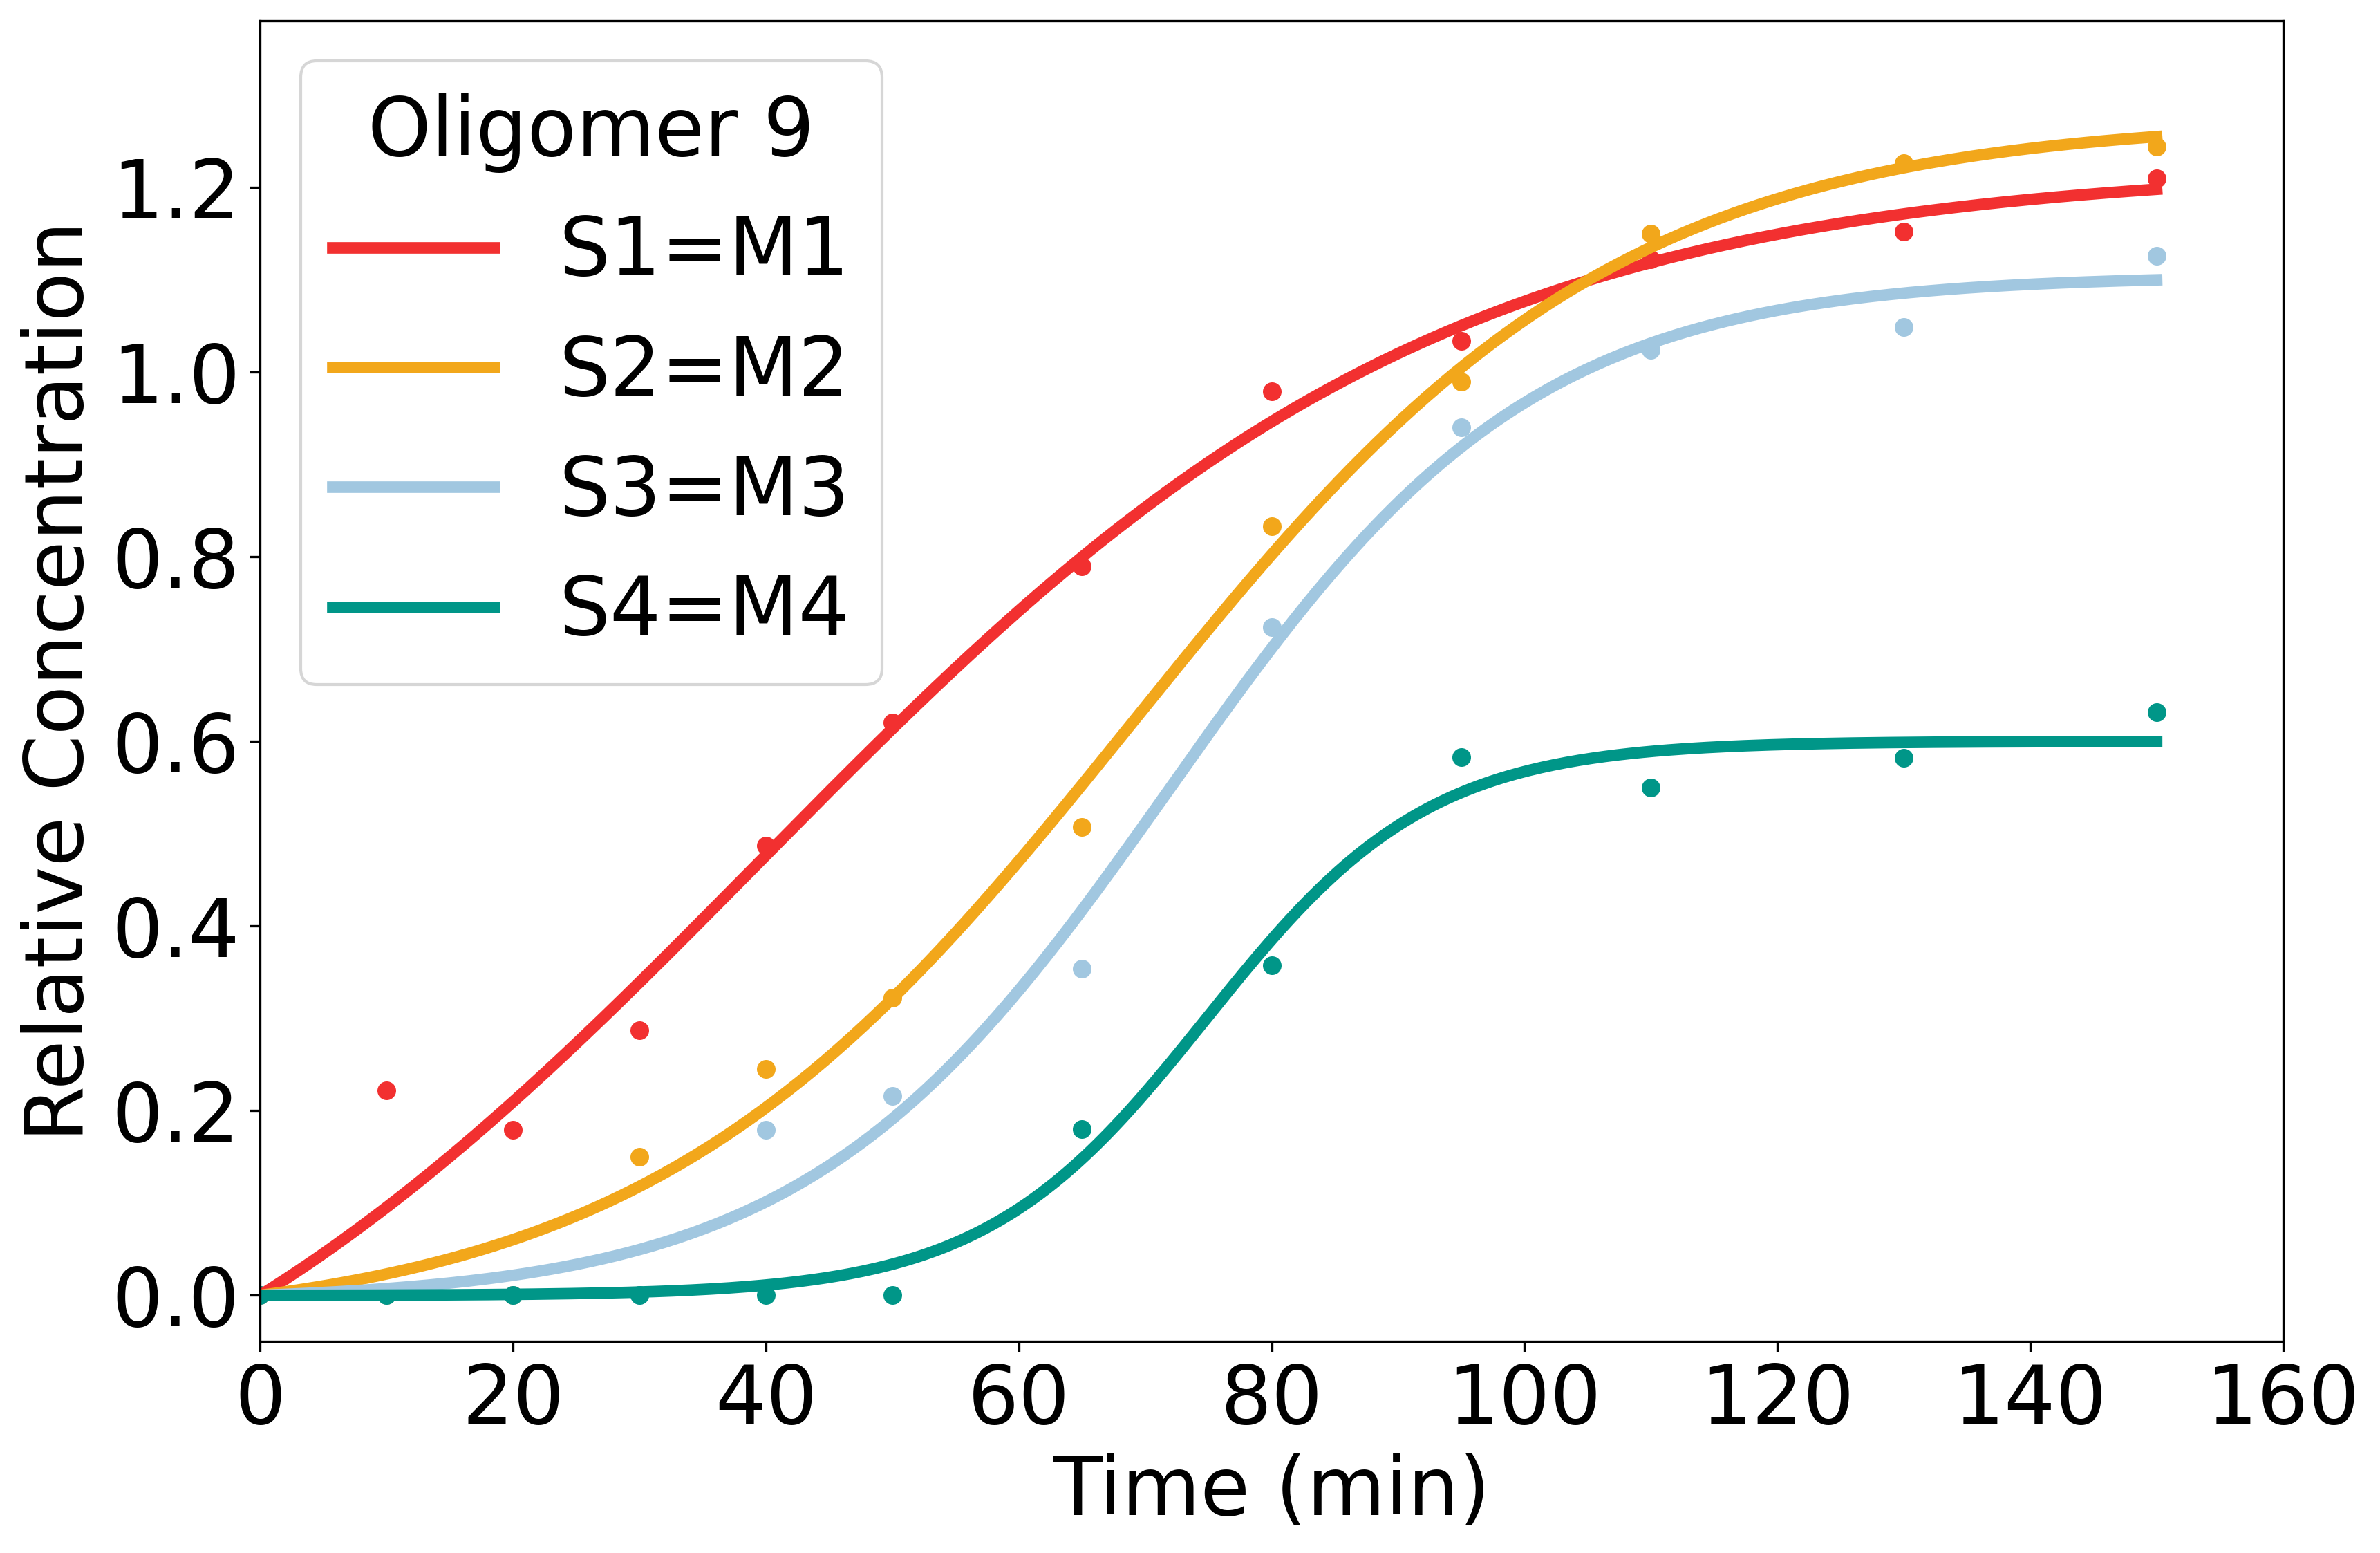 Oligomer 9
S1=M1
S2=M2
S3=M3
S4=M4
Relative Concentration
1.2
1.0
0.8
0.6
0.4
0.2
0.0
0 20 40 60 80 100 120 140 160
Time (min)